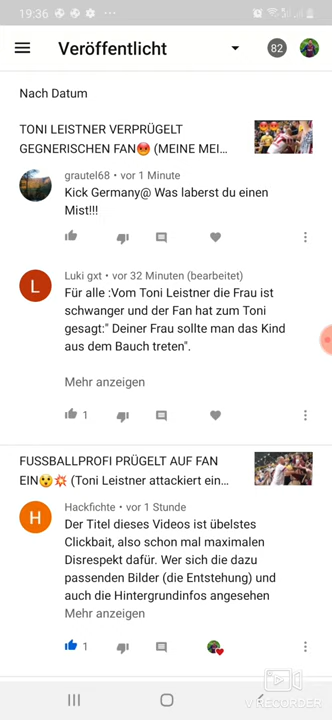 19:36
Veröffentlicht
82
Nach Datum
TONI LEISTNER VERPRÜGELT
GEGNERISCHEN FAN😡 (MEINE MEI...
grautel68 • vor 1 Minute
Kick Germany@ Was laberst du einen
Mist!!!
L
Luki gxt • vor 32 Minuten (bearbeitet)
Für alle :Vom Toni Leistner die Frau ist
schwanger und der Fan hat zum Toni
gesagt:" Deiner Frau sollte man das Kind
aus dem Bauch treten".
Mehr anzeigen
1
FUSSBALLPROFI PRÜGELT AUF FAN
EIN😲💥 (Toni Leistner attackiert ein...
H
Hackfichte • vor 1 Stunde
Der Titel dieses Videos ist übelstes
Clickbait, also schon mal maximalen
Disrespekt dafür. Wer sich die dazu
passenden Bilder (die Entstehung) und
auch die Hintergrundinfos angesehen
Mehr anzeigen
1
V RECORDER